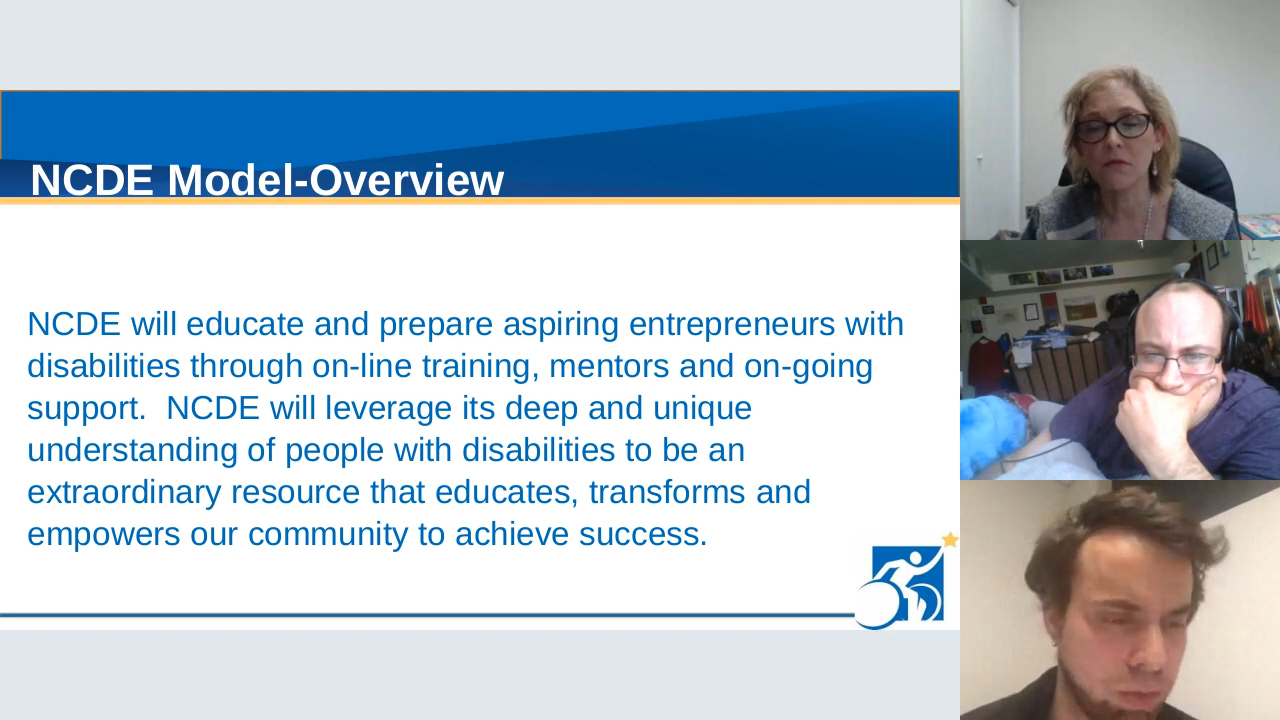 NCDE Model-Overview
NCDE will educate and prepare aspiring entrepreneurs with
disabilities through on-line training, mentors and on-going
support.  NCDE will leverage its deep and unique
understanding of people with disabilities to be an
extraordinary resource that educates, transforms and
empowers our community to achieve success.